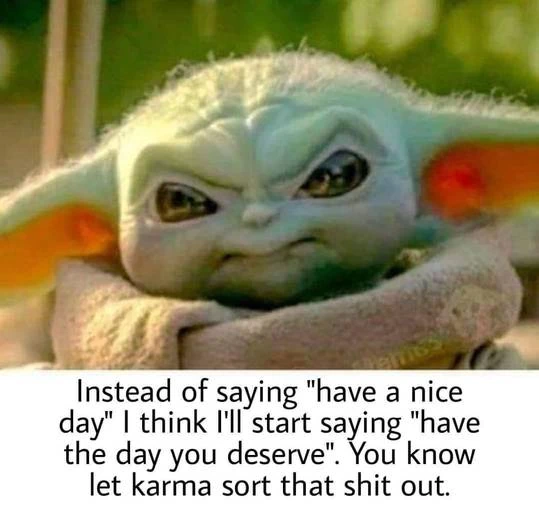 Instead of saying "have a nice
day" I think I'll start saying "have
the day you deserve". You know
let karma sort that shit out.